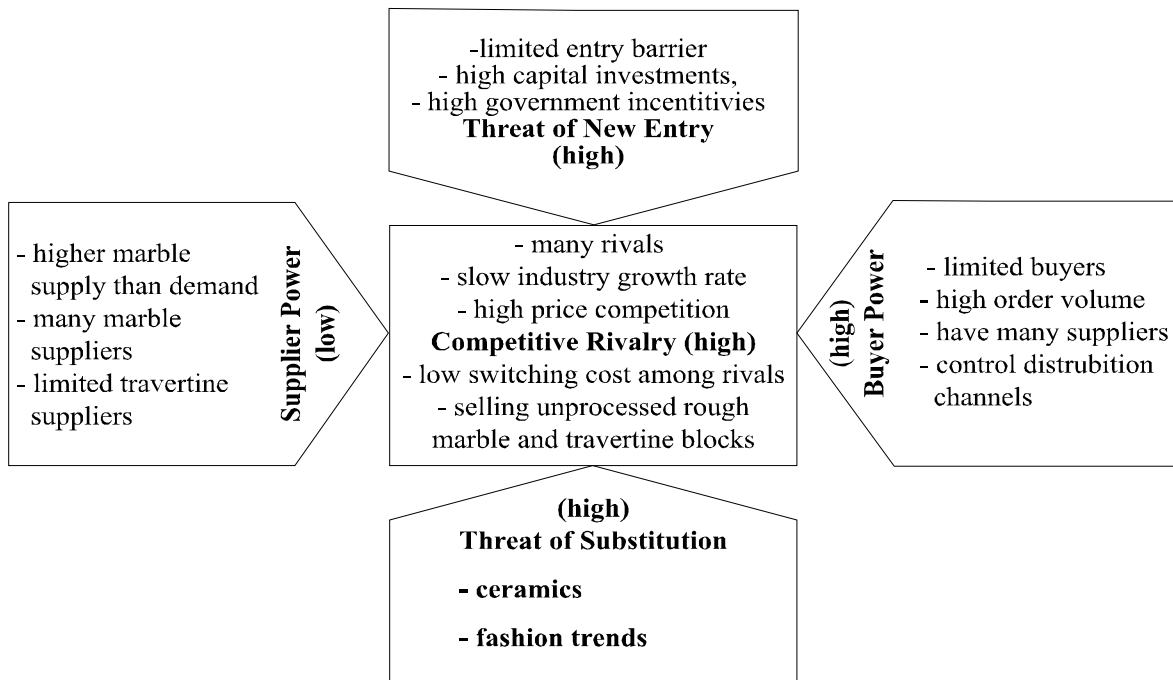 -limited entry barrier
- high capital investments,
- high government incentitivies
Threat of New Entry
(high)
- higher marble
supply than demand
- many marble
suppliers
- limited travertine
suppliers
Supplier Power
(low)
- many rivals
- slow industry growth rate
- high price competition
Competitive Rivalry (high)
- low switching cost among rivals
- selling unprocessed rough
marble and travertine blocks
(high)
Buyer Power
- limited buyers
- high order volume
- have many suppliers
- control distrubition
channels
(high)
Threat of Substitution
- ceramics
- fashion trends